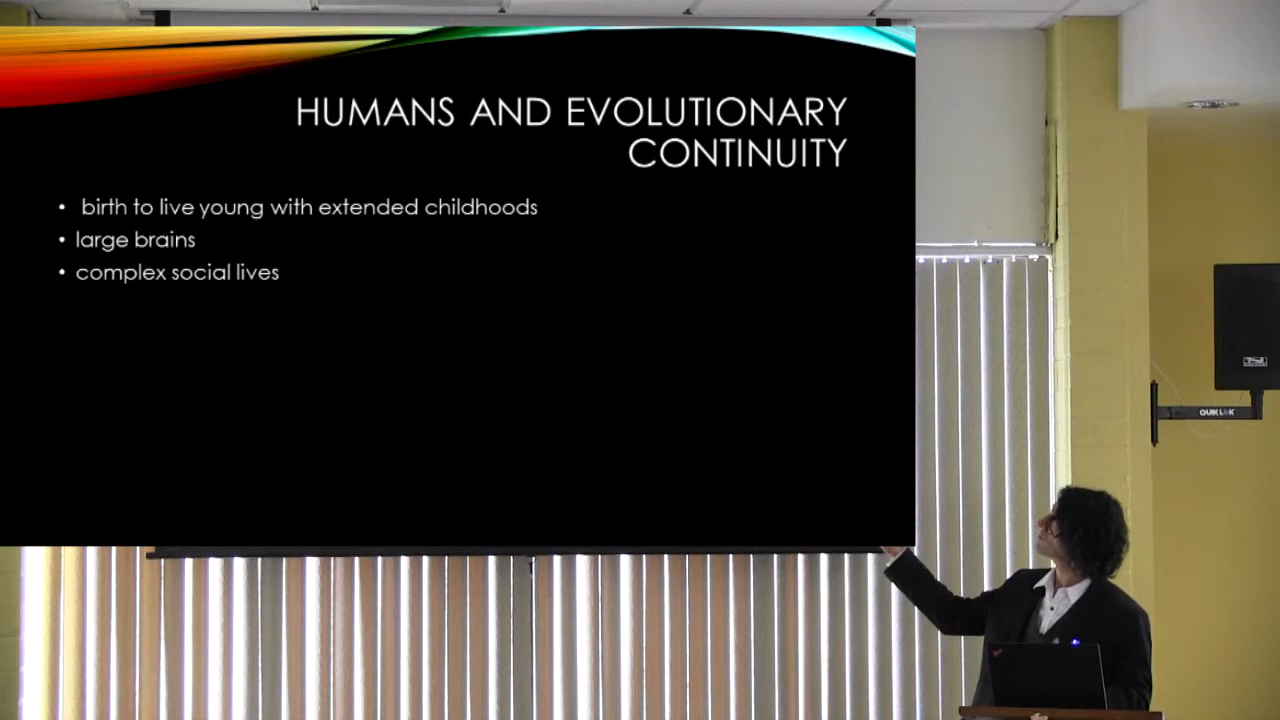 HUMANS AND EVOLUTIONARY
CONTINUITY
• birth to live young with extended childhoods
• large brains
• complex social lives
QUIK LOK